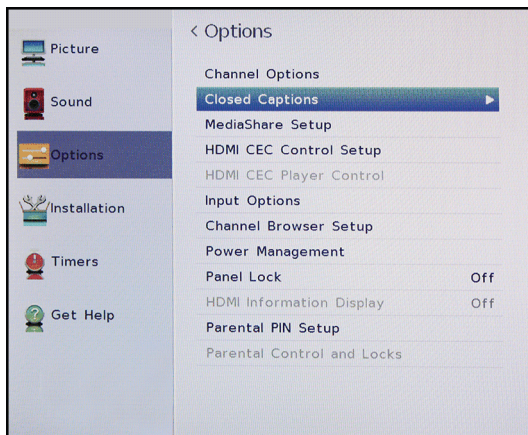 Picture
Sound
Options
Installation
Timers
Get Help
< Options
Channel Options
Closed Captions
MediaShare Setup
HDMI CEC Control Setup
HDMI CEC Player Control
Input Options
Channel Browser Setup
Power Management
Panel Lock Off
HDMI Information Display Off
Parental PIN Setup
Parental Control and Locks